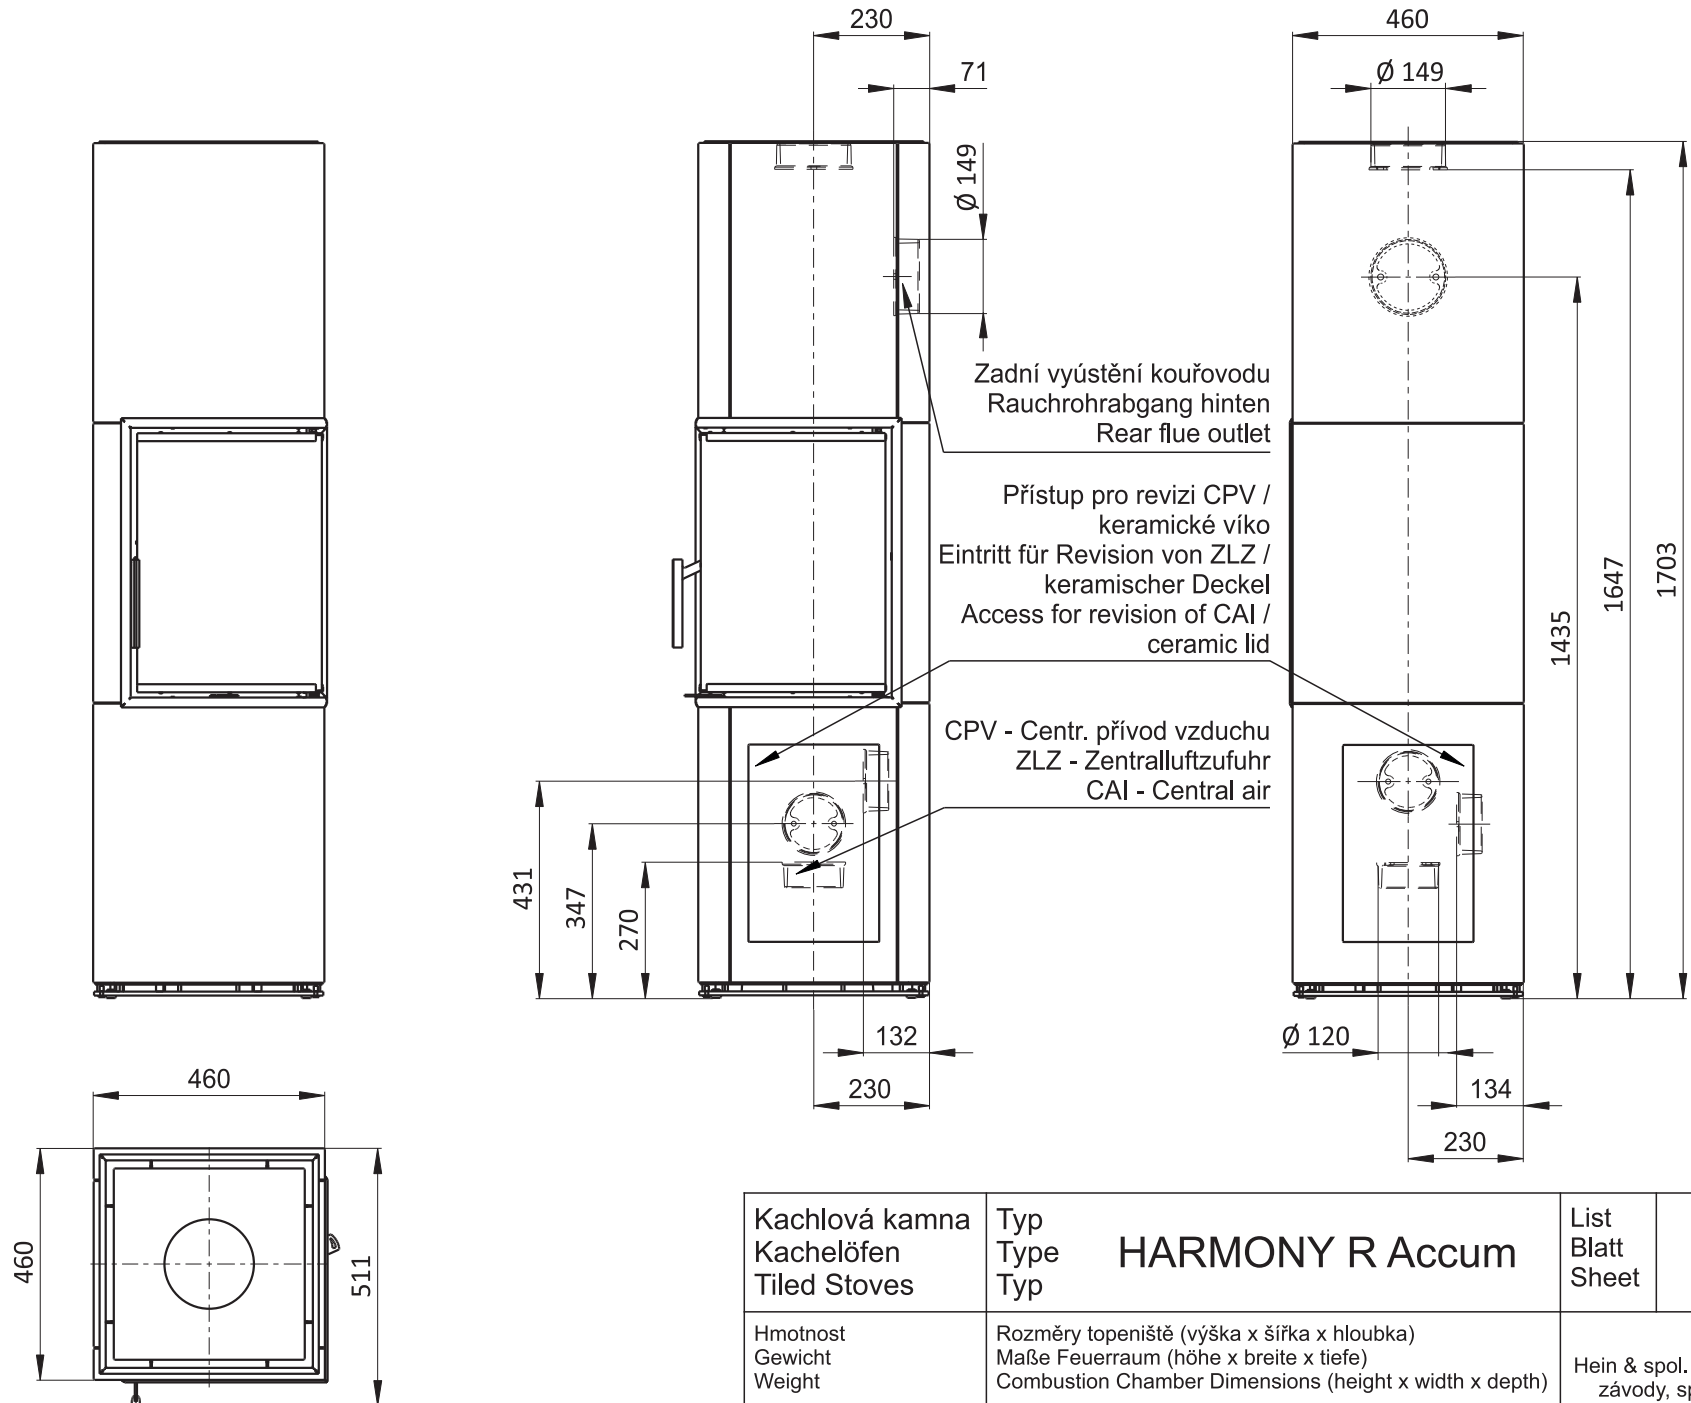 230
460
71
Ø 149
Ø 149
Zadní vyústění kouřovodu
Rauchrohrabgang hinten
Rear flue outlet
Přístup pro revizi CPV /
keramické víko
Eintritt für Revision von ZLZ /
keramischer Deckel
Access for revision of CAI /
ceramic lid
1435
1647
1703
CPV - Centr. přívod vzduchu
ZLZ - Zentralluftzufuhr
CAI - Central air
431
347
270
132
230
Ø 120
134
230
460
460
511
Kachlová kamna
Kachelöfen
Tiled Stoves
Typ
Type
Typ
HARMONY R Accum
List
Blatt
Sheet
Hmotnost
Gewicht
Weight
Rozměry topeniště (výška x šířka x hloubka)
Maße Feuerraum (höhe x breite x tiefe)
Combustion Chamber Dimensions (height x width x depth)
Hein & spol.
závody, sp